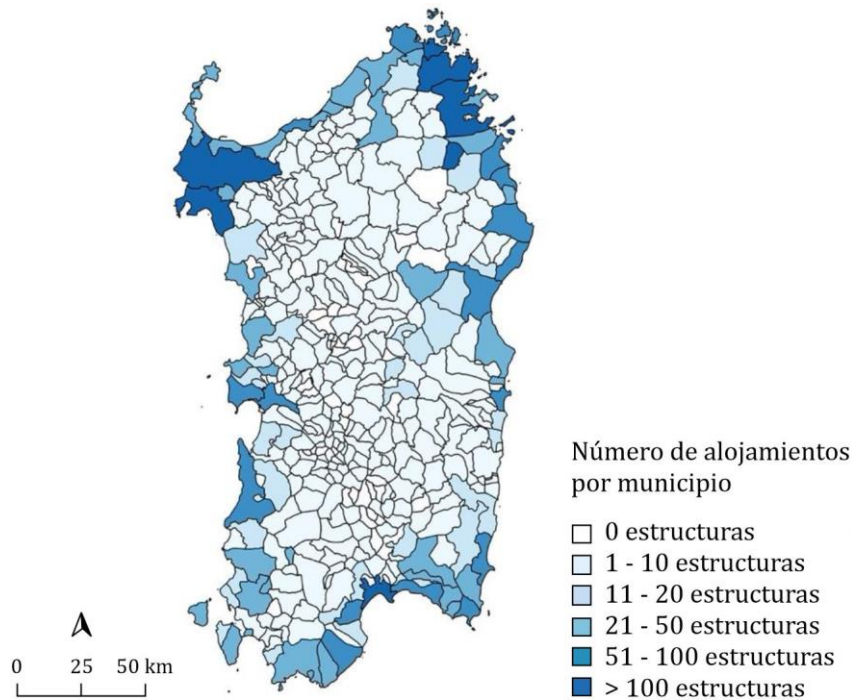 Número de alojamientos
por municipio
0 estructuras
1 - 10 estructuras
11 - 20 estructuras
21 - 50 estructuras
51 - 100 estructuras
> 100 estructuras
0 25 50 km